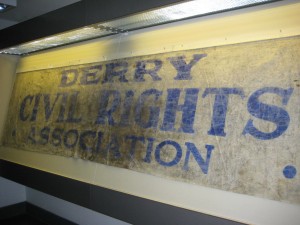 DERRY
CIVIL RIGHTS
ASSOCIATION.